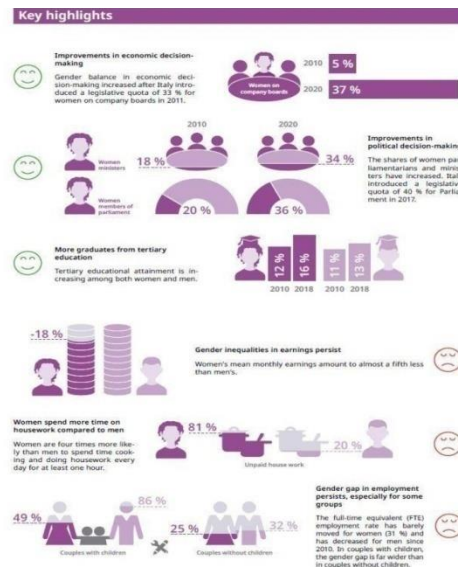 Key highlights
Improvements in economic decision-
making
Gender balance in economic deci-
sion-making increased after Italy intro-
duced a legislative quota of 33 % for
women on company boards in 2011.
Women on
company boards
2010
5 %
2020
37 %
2010
2020
Women
ministers
18 %
34 %
Women
members of
parliament
20 %
36 %
Improvements in
political decision-making
The shares of women par
liamentarians and minis
ters have increased. Ital
introduced a legislative
quota of 40 % for Parlia
ment in 2017.
More graduates from tertiary
education
Tertiary educational attainment is in-
creasing among both women and men.
12 %
16 %
11 %
13 %
2010 2018
2010 2018
-18 %
Gender inequalities in earnings persist
Women's mean monthly earnings amount to almost a fifth less
than men's.
Women spend more time on
housework compared to men
Women are four times more like-
ly than men to spend time cook-
ing and doing housework every
day for at least one hour.
81 %
20 %
Unpaid house work
49 %
86 %
Couples with children
25 %
32 %
Couples without children
Gender gap in employment
persists, especially for some
groups
The full-time equivalent (FTE)
employment rate has barely
moved for women (31 %) and
has decreased for men since
2010. In couples with children,
the gender gap is far wider than
in couples without children.